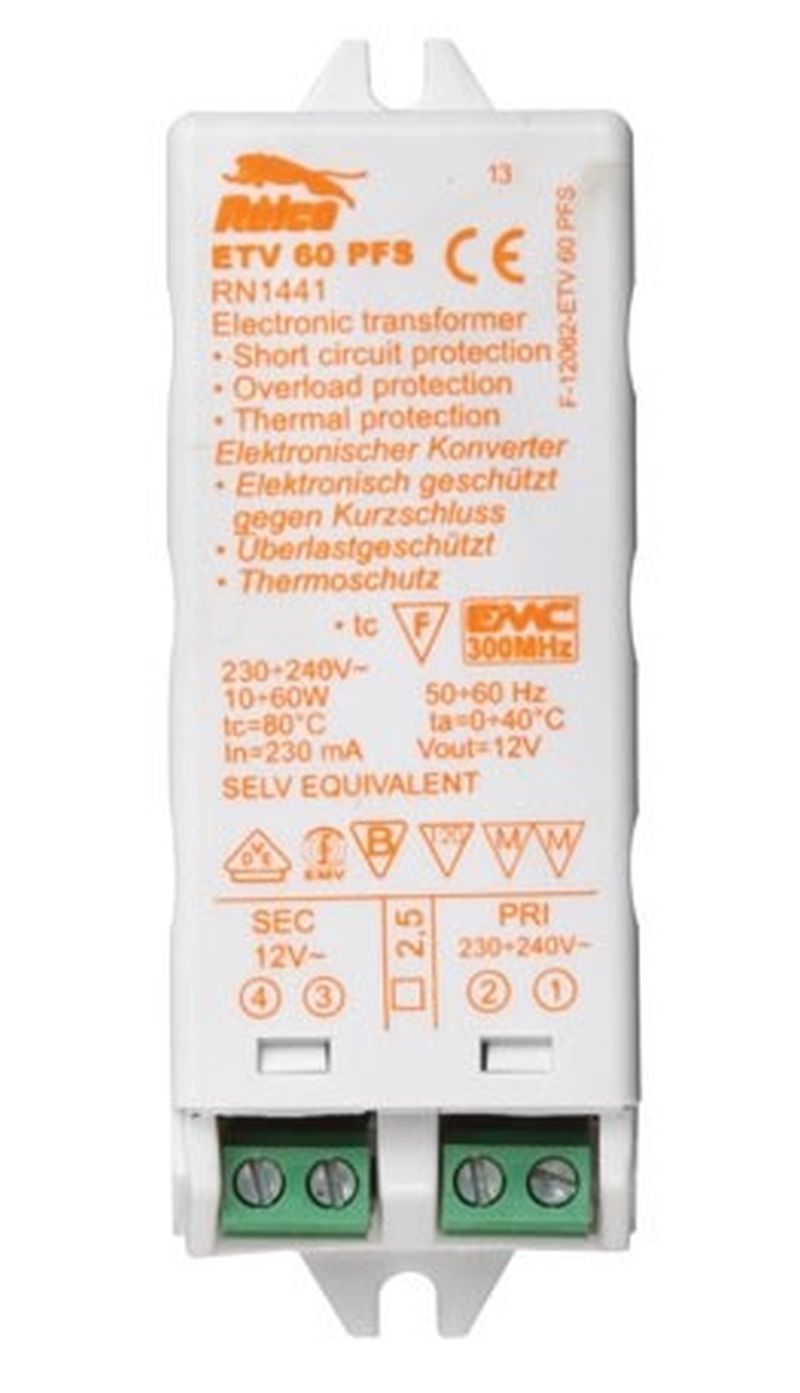 13
Relco
ETV 60 PFS
CE
RN1441
F-12062-ETV 60 PFS
Electronic transformer
• Short circuit protection
• Overload protection
• Thermal protection
Elektronischer Konverter
• Elektronisch geschützt
gegen Kurzschluss
• Überlastgeschützt
• Thermoschutz
• tc F EMC
300MHz
230÷240V~
10÷60W 50÷60 Hz
tc=80°C ta=0÷40°C
In=230 mA Vout=12V
SELV EQUIVALENT
DVE EMV B 120 M M
SEC 2,5 PRI
12V~ 230÷240V~
4 3 2 1